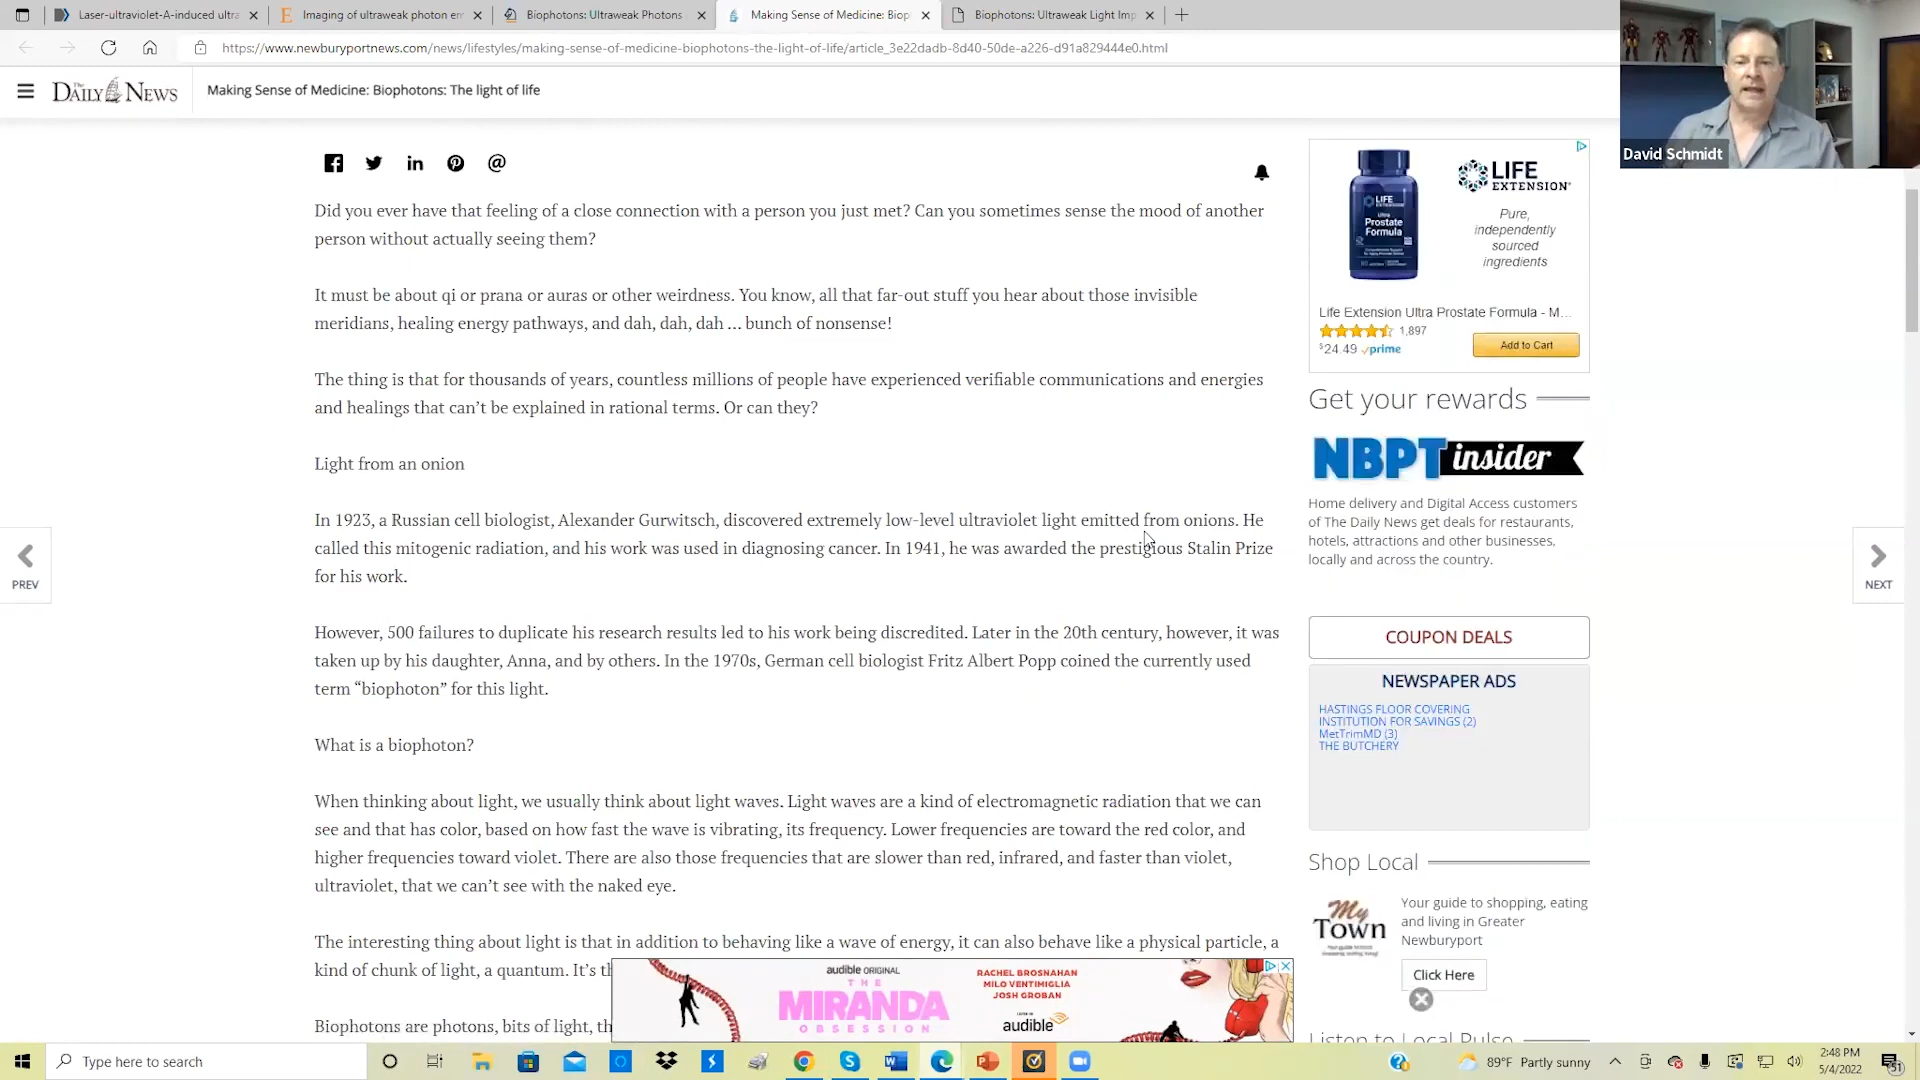 Laser-ultraviolet-A-induced ultra
Imaging of ultraweak photon em
Biophotons: Ultraweak Photons
Making Sense of Medicine: Biop
Biophotons: Ultraweak Light Imp
https://www.newburyportnews.com/news/lifestyles/making-sense-of-medicine-biophotons-the-light-of-life/article_3e22dadb-8d40-50de-a226-d91a829444e0.html
The DAILY NEWS
Making Sense of Medicine: Biophotons: The light of life
David Schmidt
Did you ever have that feeling of a close connection with a person you just met? Can you sometimes sense the mood of another
person without actually seeing them?
It must be about qi or prana or auras or other weirdness. You know, all that far-out stuff you hear about those invisible
meridians, healing energy pathways, and dah, dah, dah … bunch of nonsense!
The thing is that for thousands of years, countless millions of people have experienced verifiable communications and energies
and healings that can't be explained in rational terms. Or can they?
Light from an onion
In 1923, a Russian cell biologist, Alexander Gurwitsch, discovered extremely low-level ultraviolet light emitted from onions. He
called this mitogenic radiation, and his work was used in diagnosing cancer. In 1941, he was awarded the prestigious Stalin Prize
for his work.
However, 500 failures to duplicate his research results led to his work being discredited. Later in the 20th century, however, it was
taken up by his daughter, Anna, and by others. In the 1970s, German cell biologist Fritz Albert Popp coined the currently used
term “biophoton” for this light.
What is a biophoton?
When thinking about light, we usually think about light waves. Light waves are a kind of electromagnetic radiation that we can
see and that has color, based on how fast the wave is vibrating, its frequency. Lower frequencies are toward the red color, and
higher frequencies toward violet. There are also those frequencies that are slower than red, infrared, and faster than violet,
ultraviolet, that we can't see with the naked eye.
The interesting thing about light is that in addition to behaving like a wave of energy, it can also behave like a physical particle, a
kind of chunk of light, a quantum. It's th
Biophotons are photons, bits of light, th
PREV
NEXT
LIFE
EXTENSION
Pure,
independently
sourced
ingredients
LIFE
EXTENSION
Ultra
Prostate
Formula
Life Extension Ultra Prostate Formula - M...
1,897
$24.49 prime
Add to Cart
Get your rewards
NBPT insider
Home delivery and Digital Access customers
of The Daily News get deals for restaurants,
hotels, attractions and other businesses,
locally and across the country.
COUPON DEALS
NEWSPAPER ADS
HASTINGS FLOOR COVERING
INSTITUTION FOR SAVINGS (2)
MetTrimMD (3)
THE BUTCHERY
Shop Local
My
Town
Your guide to shopping, eating
and living in Greater
Newburyport
Click Here
Listen to Local Pulse
audible ORIGINAL
THE
MIRANDA
OBSESSION
RACHEL BROSNAHAN
MILO VENTIMIGLIA
JOSH GROBAN
LISTEN ON
audible
Type here to search
89°F Partly sunny
2:48 PM
5/4/2022
51